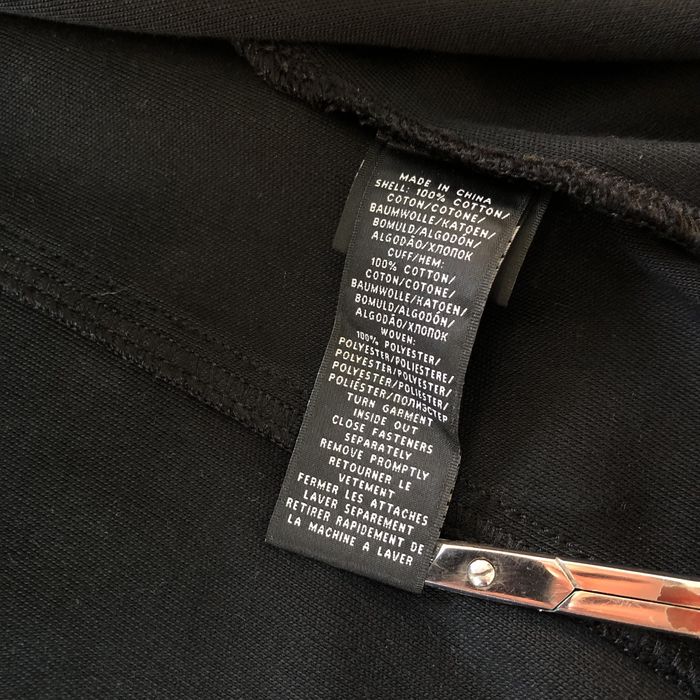 MADE IN CHINA
SHELL: 100% COTTON/
COTON/COTONE/
BAUMWOLLE/KATOEN/
BOMULD/ALGODÓN/
ALGODÃO/ХЛОПОК
CUFF/HEM:
100% COTTON/
COTON/COTONE/
BAUMWOLLE/KATOEN/
BOMULD/ALGODÓN/
ALGODÃO/ХЛОПОК
WOVEN:
100% POLYESTER/
POLYESTER/POLIESTERE/
POLYESTER/POLYESTER/
POLYESTER/POLIÉSTER/
POLIÉSTER/ПОЛИЭСТЕР
TURN GARMENT
INSIDE OUT
CLOSE FASTENERS
SEPARATELY
REMOVE PROMPTLY
RETOURNER LE
VETEMENT
FERMER LES ATTACHES
LAVER SEPAREMENT
RETIRER RAPIDEMENT DE
LA MACHINE A LAVER